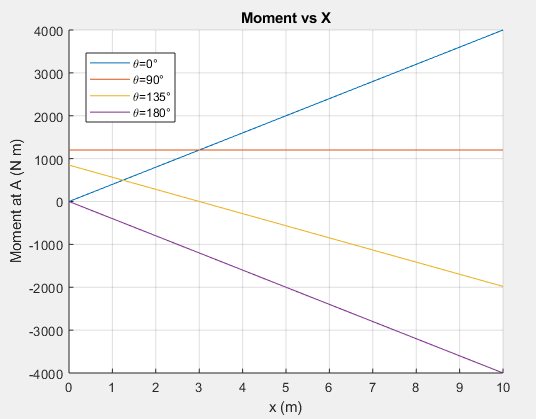 Moment vs X
4000
3000
2000
1000
0
-1000
-2000
-3000
-4000
Moment at A (N m)
θ=0°
θ=90°
θ=135°
θ=180°
0 1 2 3 4 5 6 7 8 9 10
x (m)